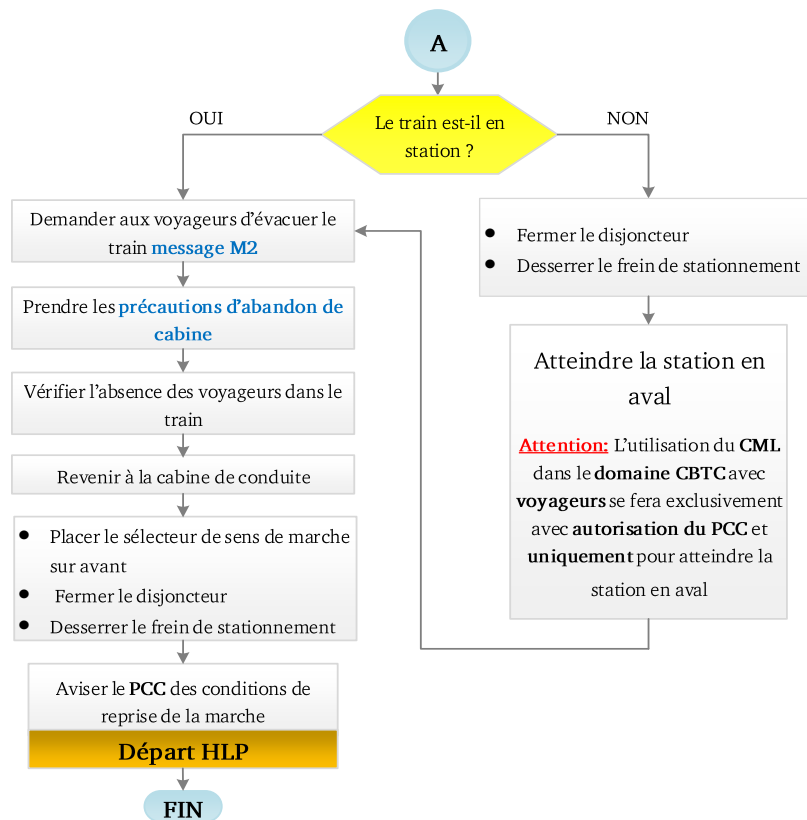 A
Le train est-il en
station ?
OUI
NON
Demander aux voyageurs d'évacuer le
train message M2
Prendre les précautions d'abandon de
cabine
Vérifier l'absence des voyageurs dans le
train
Revenir à la cabine de conduite
• Placer le sélecteur de sens de marche
sur avant
• Fermer le disjoncteur
• Desserrer le frein de stationnement
Aviser le PCC des conditions de
reprise de la marche
Départ HLP
FIN
• Fermer le disjoncteur
• Desserrer le frein de stationnement
Atteindre la station en
aval
Attention: L'utilisation du CML
dans le domaine CBTC avec
voyageurs se fera exclusivement
avec autorisation du PCC et
uniquement pour atteindre la
station en aval